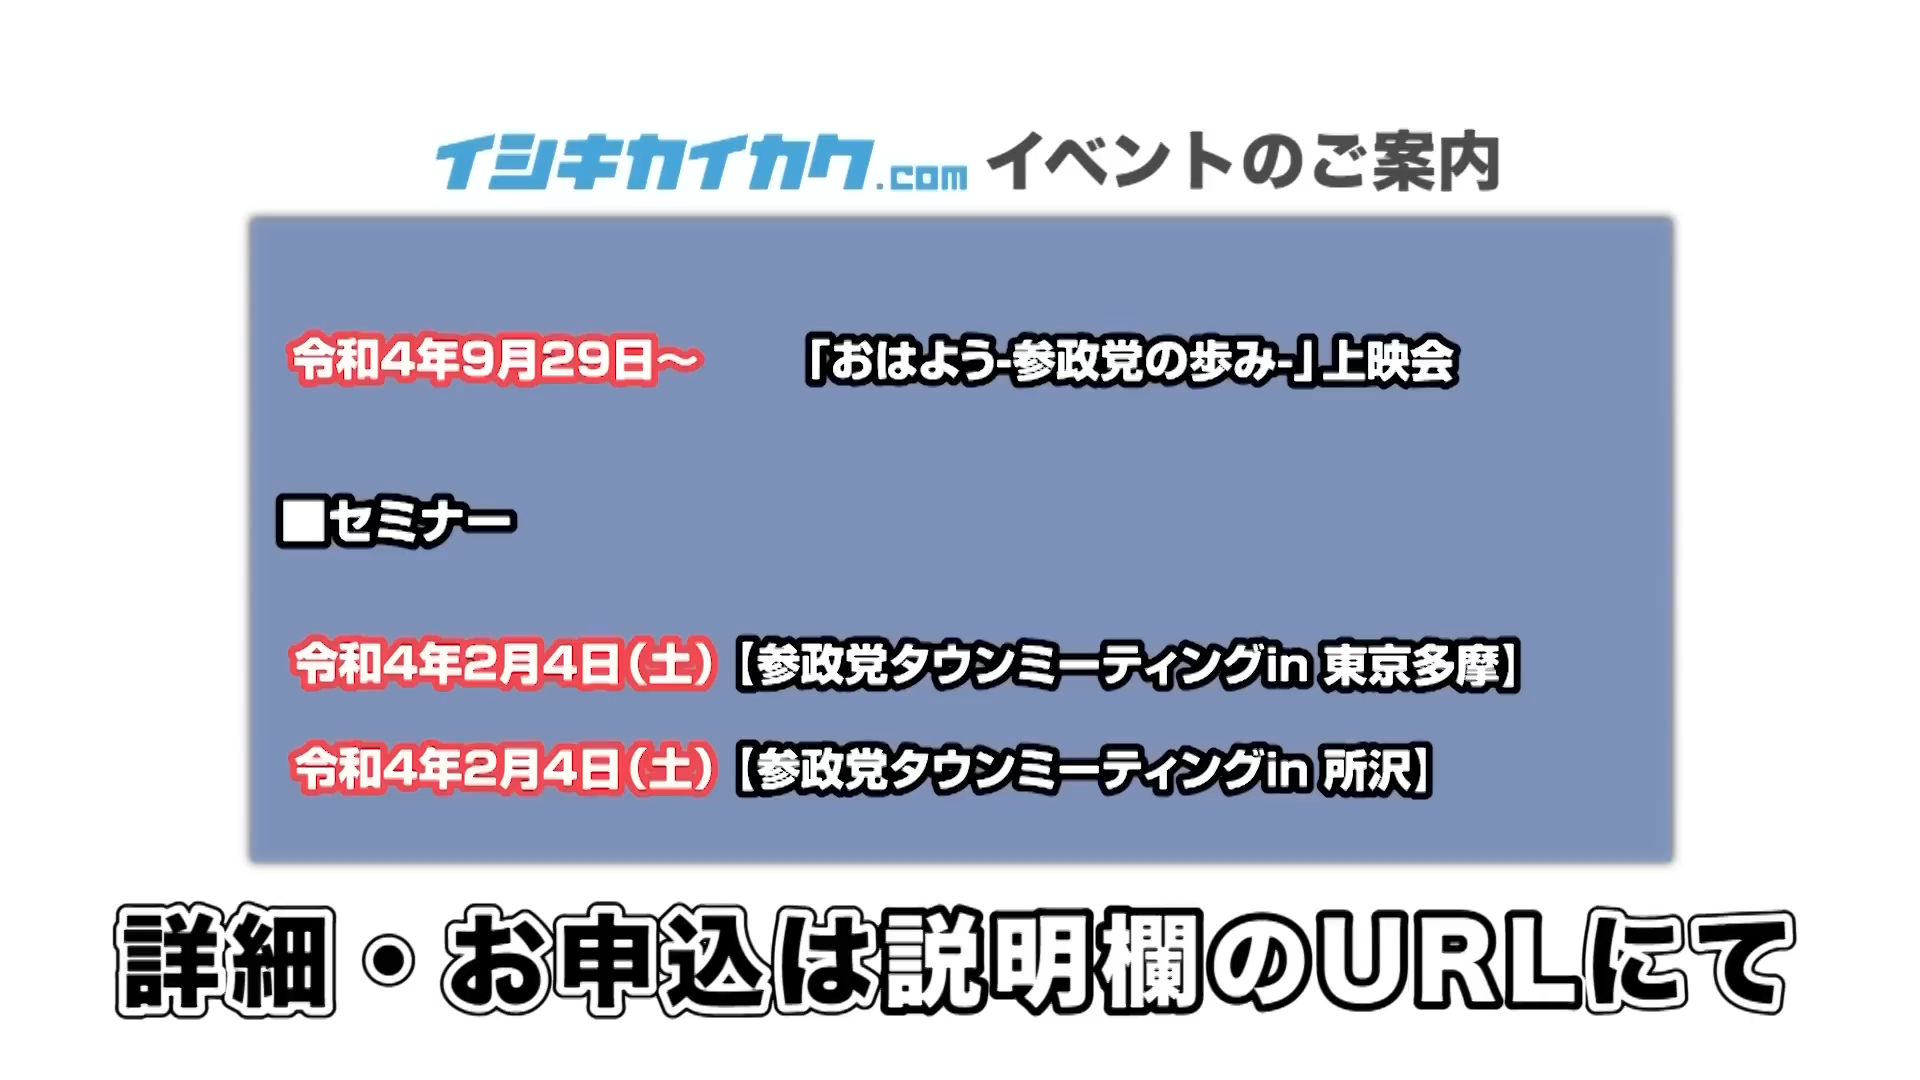 イシキカイカク.com イベントのご案内
令和4年9月29日～ 「おはよう-参政党の歩み-」上映会
■セミナー
令和4年2月4日(土)【参政党タウンミーティングin 東京多摩】
令和4年2月4日(土)【参政党タウンミーティングin 所沢】
詳細・お申込は説明欄のURLにて